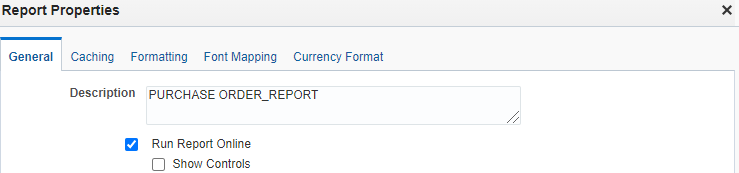 Report Properties
General Caching Formatting Font Mapping Currency Format
Description PURCHASE ORDER_REPORT
Run Report Online
Show Controls